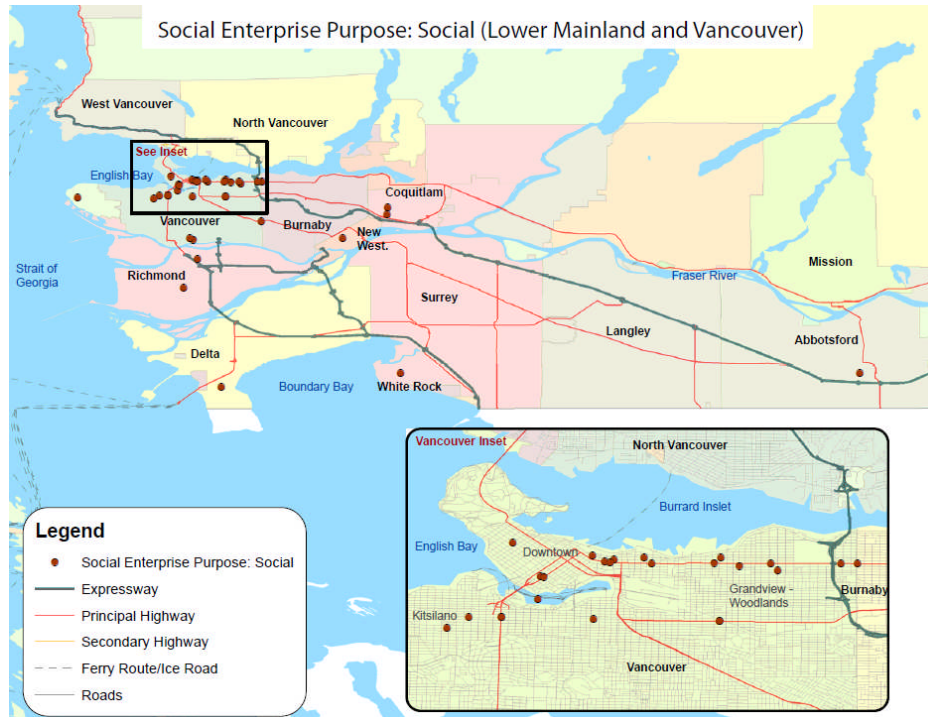 Social Enterprise Purpose: Social (Lower Mainland and Vancouver)
West Vancouver
North Vancouver
See Inset
English Bay
Coquitlam
Vancouver
Burnaby
New
West.
Strait of
Georgia
Richmond
Fraser River
Mission
Surrey
Langley
Abbotsford
Delta
Boundary Bay
White Rock
Vancouver Inset
North Vancouver
Burrard Inlet
English Bay
Downtown
Grandview -
Woodlands
Burnaby
Kitsilano
Vancouver
Legend
Social Enterprise Purpose: Social
Expressway
Principal Highway
Secondary Highway
Ferry Route/Ice Road
Roads